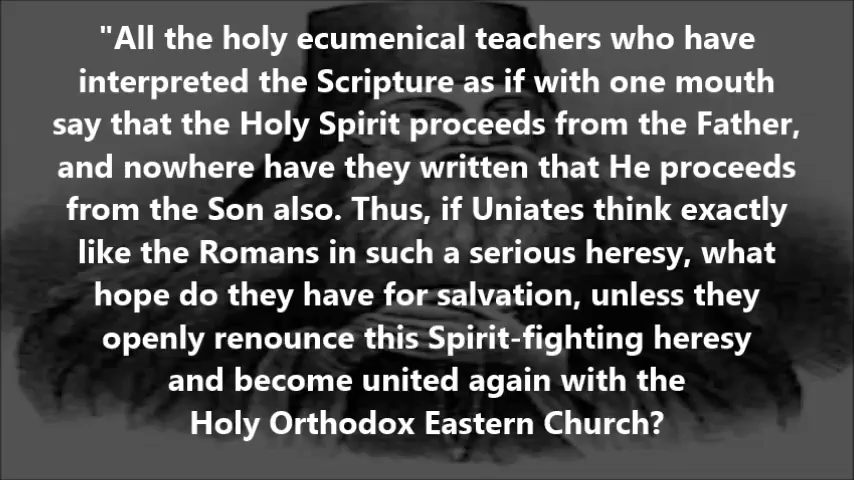 "All the holy ecumenical teachers who have
interpreted the Scripture as if with one mouth
say that the Holy Spirit proceeds from the Father,
and nowhere have they written that He proceeds
from the Son also. Thus, if Uniates think exactly
like the Romans in such a serious heresy, what
hope do they have for salvation, unless they
openly renounce this Spirit-fighting heresy
and become united again with the
Holy Orthodox Eastern Church?